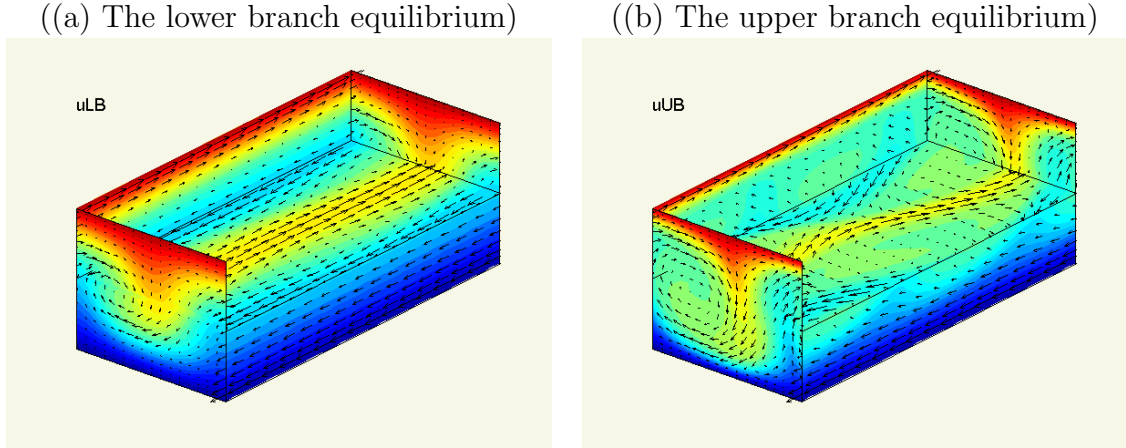 ((a) The lower branch equilibrium)
((b) The upper branch equilibrium)
uLB
uUB